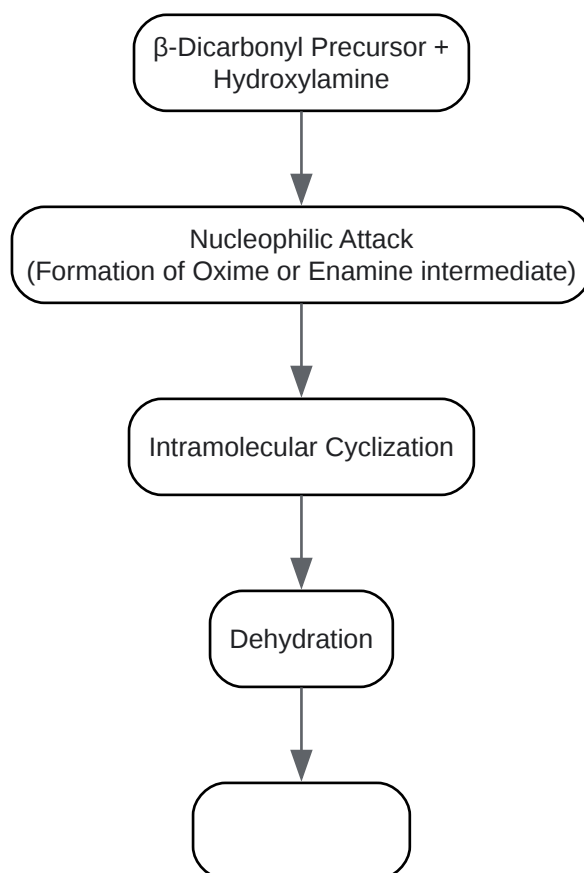 β-Dicarbonyl Precursor +
Hydroxylamine
Nucleophilic Attack
(Formation of Oxime or Enamine intermediate)
Intramolecular Cyclization
Dehydration